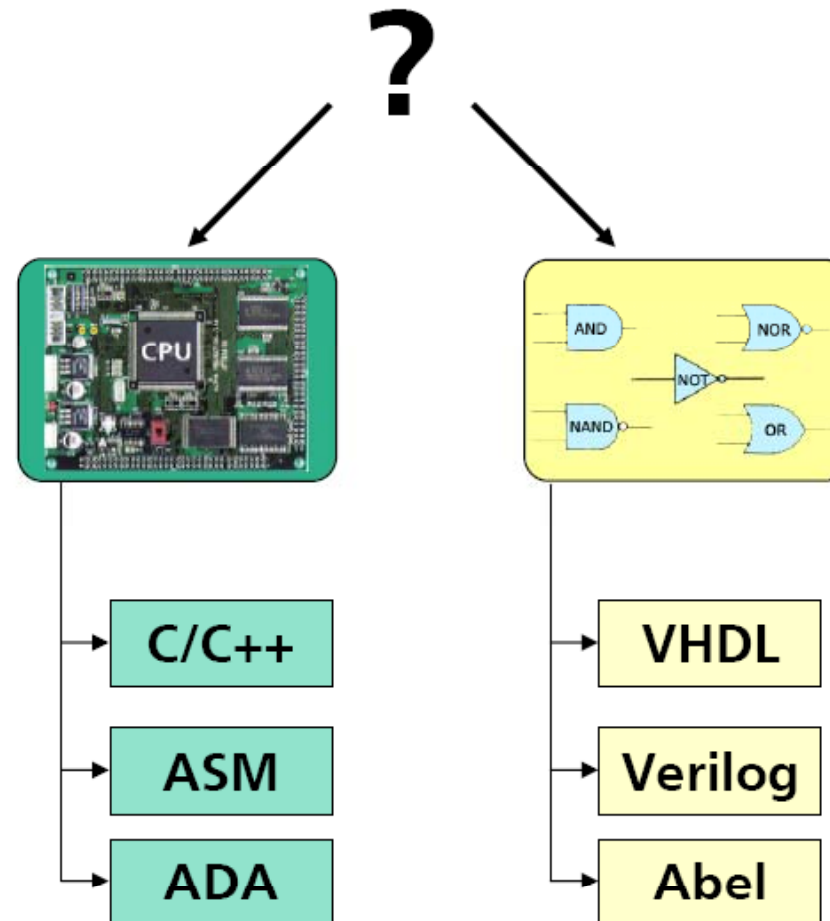 ?
CPU
AND
NOR
NOT
NAND
OR
C/C++
VHDL
ASM
Verilog
ADA
Abel